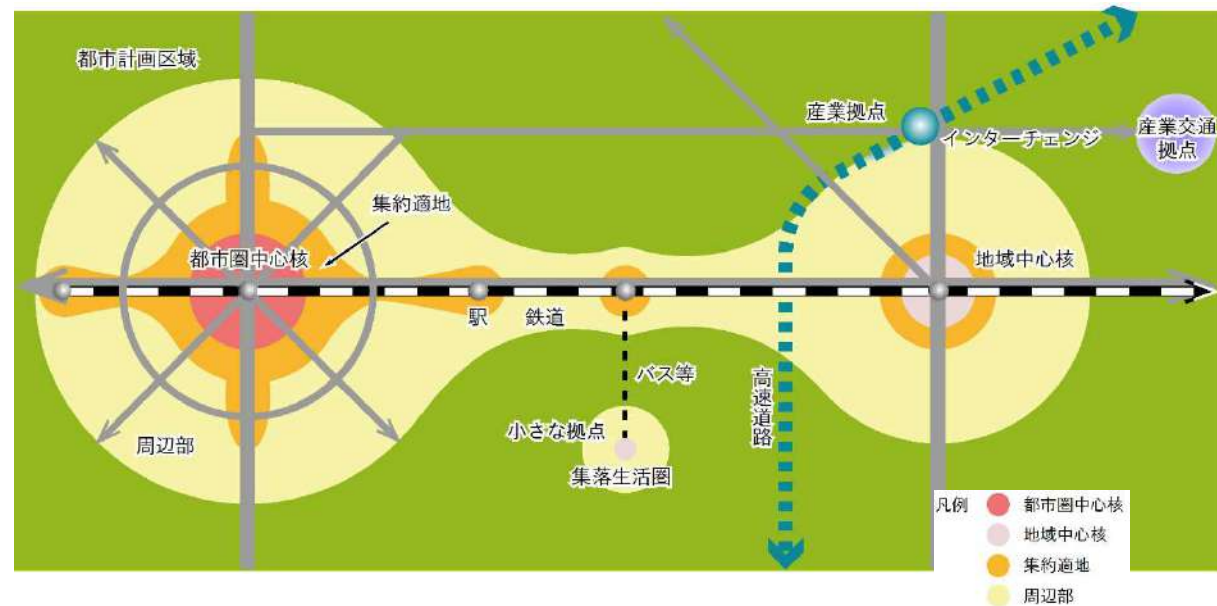 都市計画区域
産業拠点
インターチェンジ
産業交通
拠点
集約適地
都市圏中心核
地域中心核
駅
鉄道
バス等
高速道路
小さな拠点
周辺部
集落生活圏
凡例
都市圏中心核
地域中心核
集約適地
周辺部